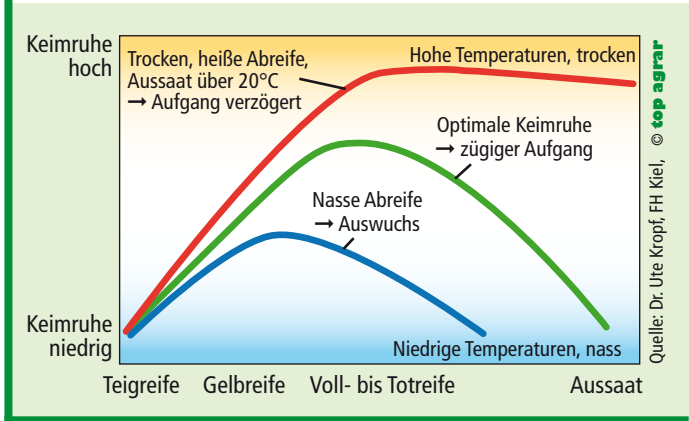 Keimruhe
hoch
Trocken, heiße Abreife,
Aussaat über 20°C
→ Aufgang verzögert
Hohe Temperaturen, trocken
Optimale Keimruhe
→ zügiger Aufgang
Nasse Abreife
→ Auswuchs
Keimruhe
niedrig
Niedrige Temperaturen, nass
Teigreife Gelbreife Voll- bis Totreife Aussaat
Quelle: Dr. Ute Kropf, FH Kiel, © top agrar